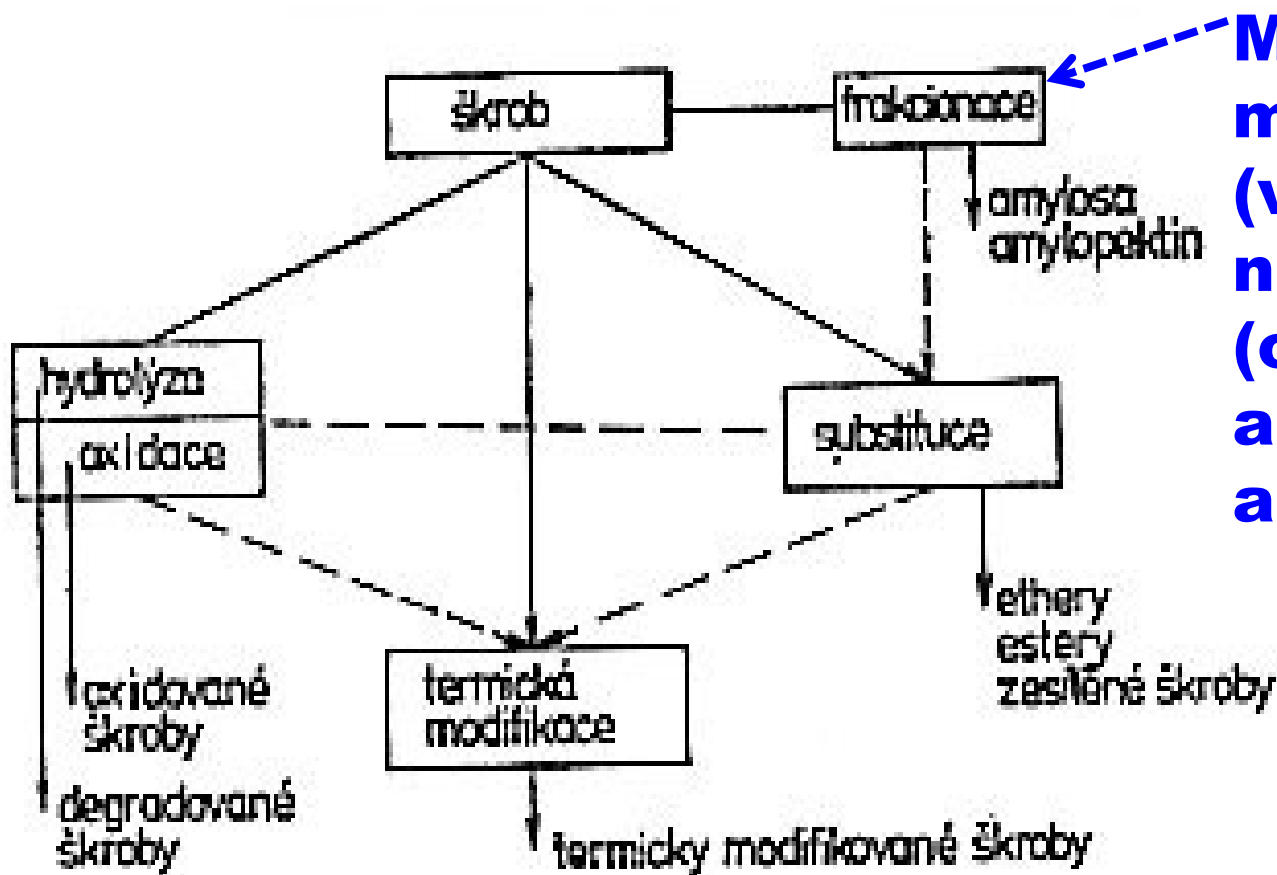 škrob
frakcionace
amylosa
amylopektin
hydrolýza
oxidace
substituce
ethery
estery
zesítěné škroby
termická
modifikace
oxidované
škroby
degradované
škroby
termicky modifikované škroby
M
m
(v
n
(c
a
a